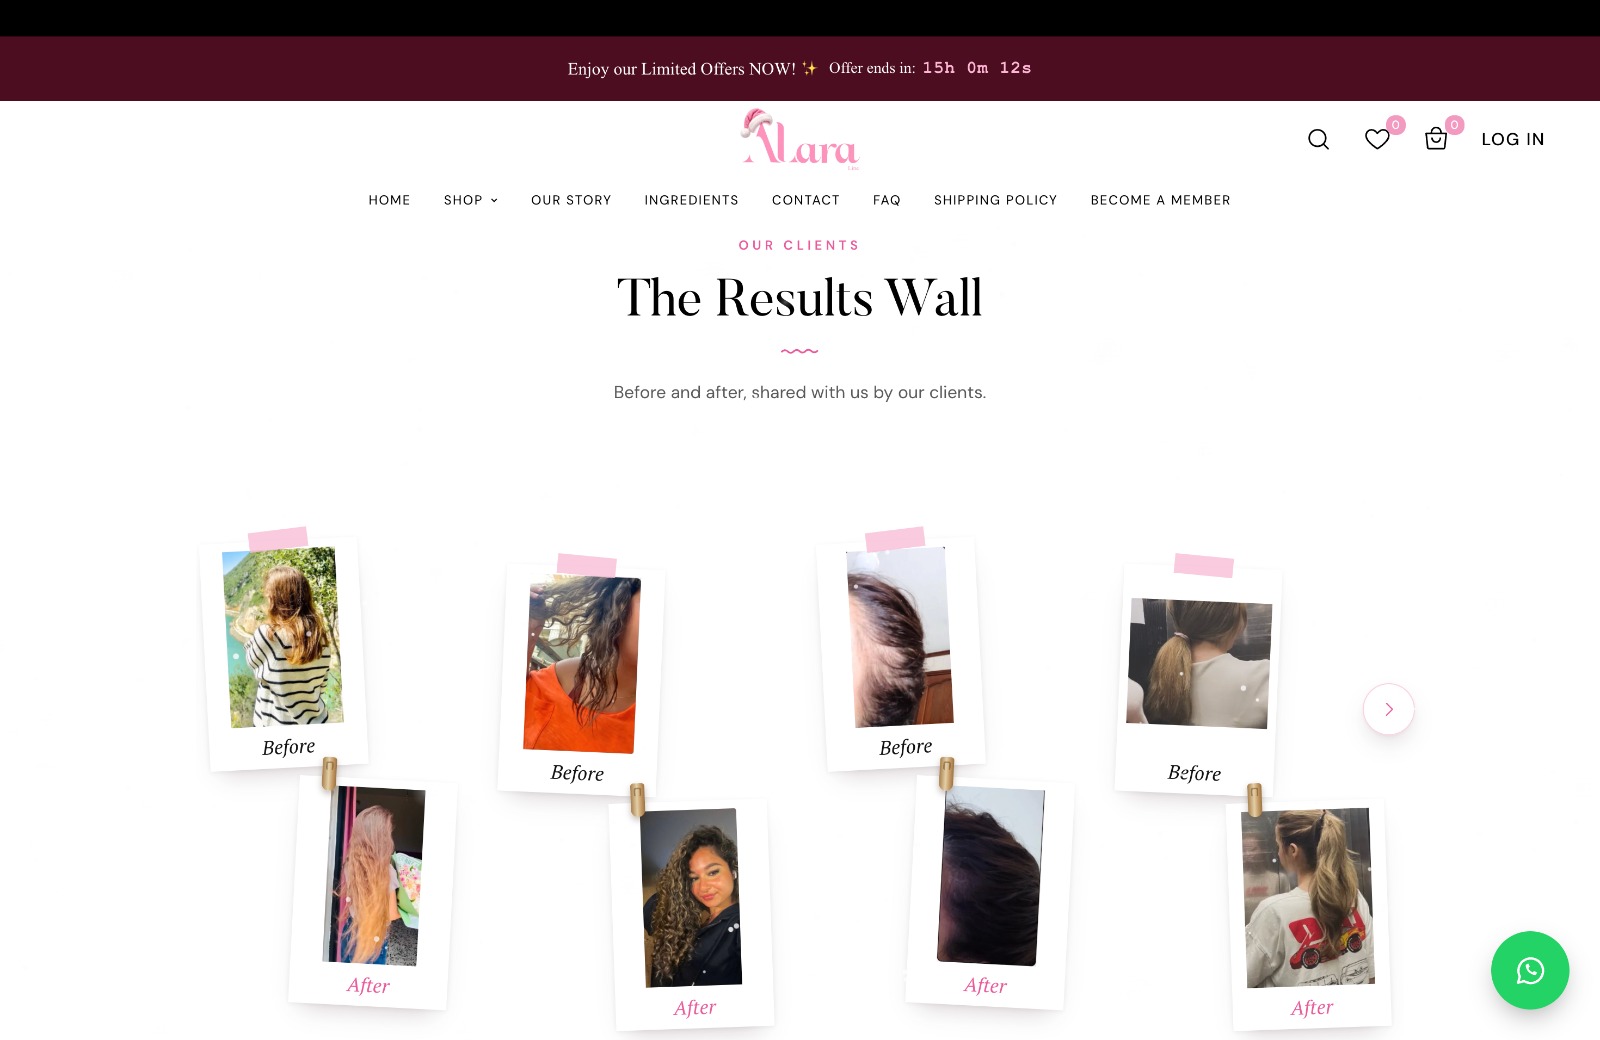 Enjoy our Limited Offers NOW! ✨ Offer ends in: 15h 0m 12s
ALara
0
0
LOG IN
HOME SHOP OUR STORY INGREDIENTS CONTACT FAQ SHIPPING POLICY BECOME A MEMBER
OUR CLIENTS
The Results Wall
Before and after, shared with us by our clients.
Before
Before
Before
Before
After
After
After
After